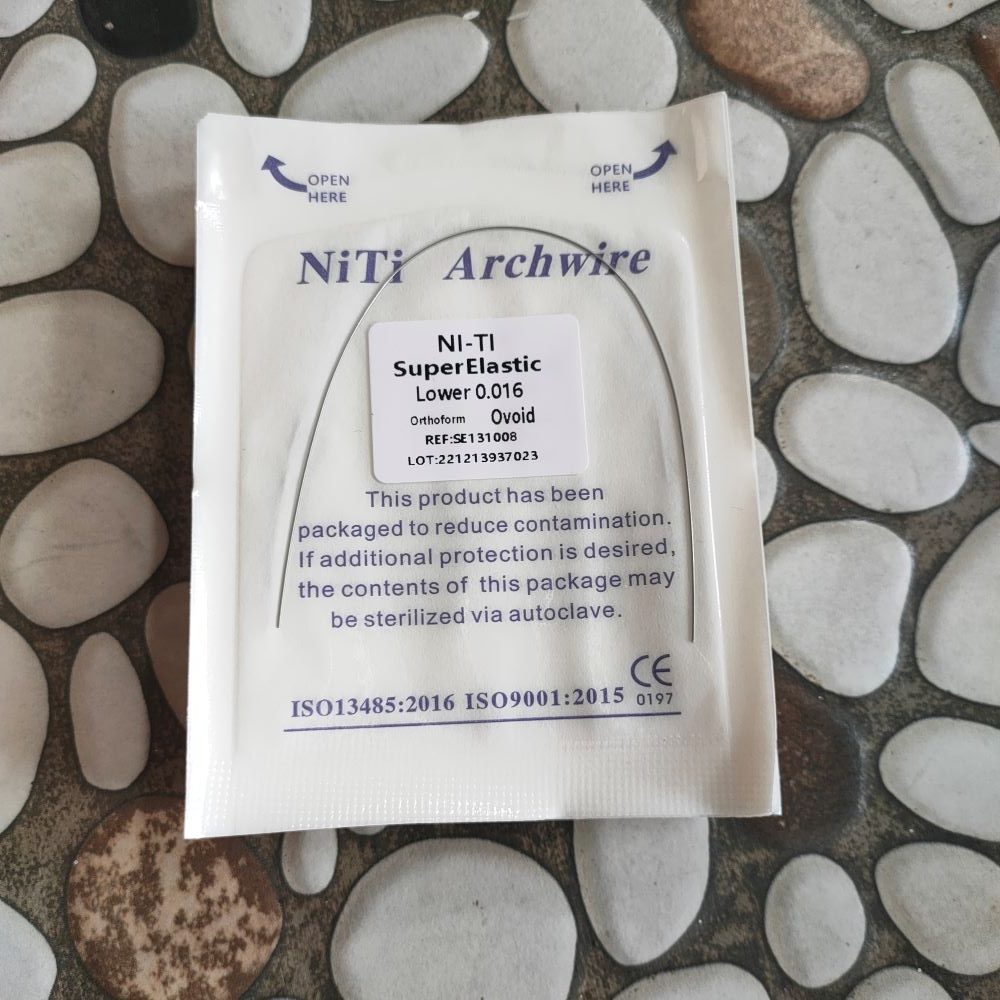 OPEN
HERE
OPEN
HERE
NiTi Archwire
NI-TI
SuperElastic
Lower 0.016
Orthoform Ovoid
REF:SE131008
LOT:221213937023
This product has been
packaged to reduce contamination.
If additional protection is desired,
the contents of this package may
be sterilized via autoclave.
CE
ISO13485:2016 ISO9001:2015 0197